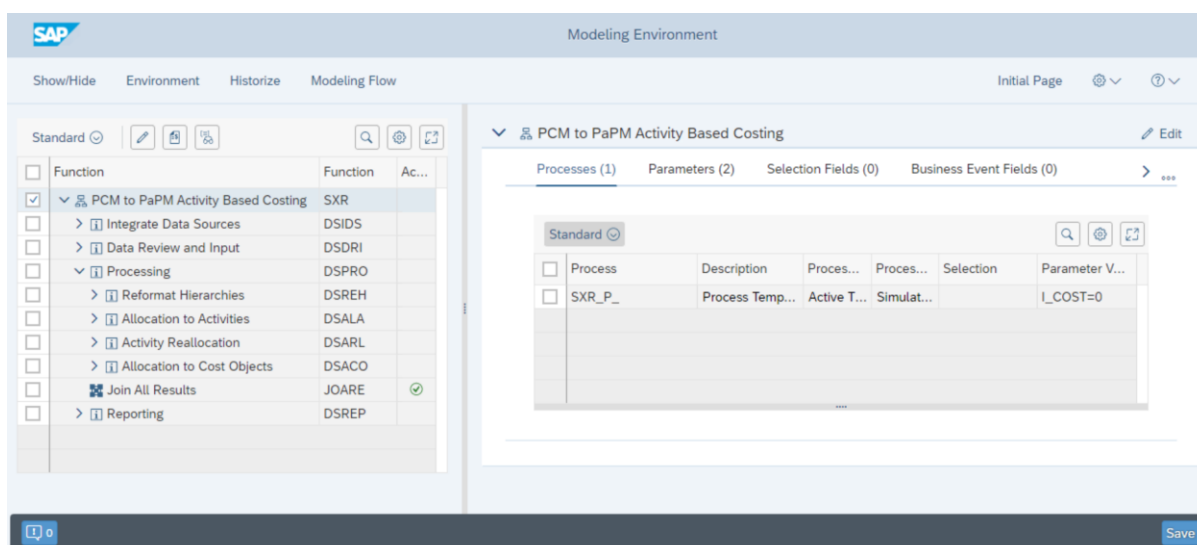 SAP
Modeling Environment
Show/Hide Environment Historize Modeling Flow Initial Page
Standard
Function Function Ac...
PCM to PaPM Activity Based Costing SXR
Integrate Data Sources DSIDS
Data Review and Input DSDRI
Processing DSPRO
Reformat Hierarchies DSREH
Allocation to Activities DSALA
Activity Reallocation DSARL
Allocation to Cost Objects DSACO
Join All Results JOARE
Reporting DSREP
PCM to PaPM Activity Based Costing Edit
Processes (1) Parameters (2) Selection Fields (0) Business Event Fields (0)
Standard
Process Description Proces... Proces... Selection Parameter V...
SXR_P_ Process Temp... Active T... Simulat... I_COST=0
0 Save